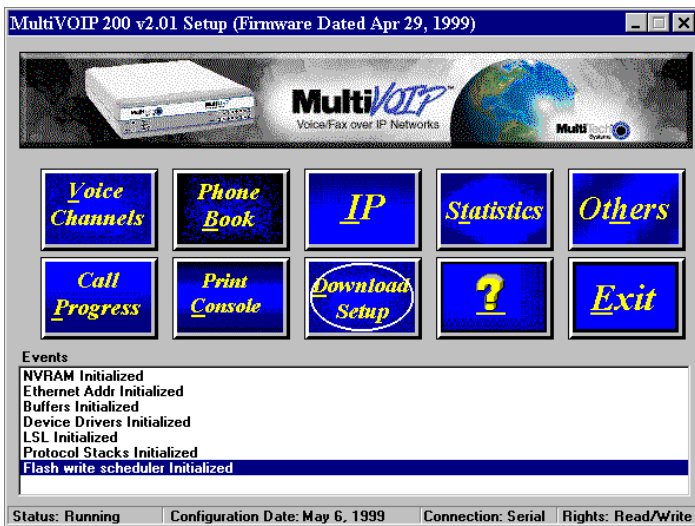 MultiVOIP 200 v2.01 Setup (Firmware Dated Apr 29, 1999)
MultiVOIP™
Voice/Fax over IP Networks
MultiTech
Systems
Voice
Channels
Phone
Book
IP
Statistics
Others
Call
Progress
Print
Console
Download
Setup
?
Exit
Events
NVRAM Initialized
Ethernet Addr Initialized
Buffers Initialized
Device Drivers Initialized
LSL Initialized
Protocol Stacks Initialized
Flash write scheduler Initialized
Status: Running Configuration Date: May 6, 1999 Connection: Serial Rights: Read/Write